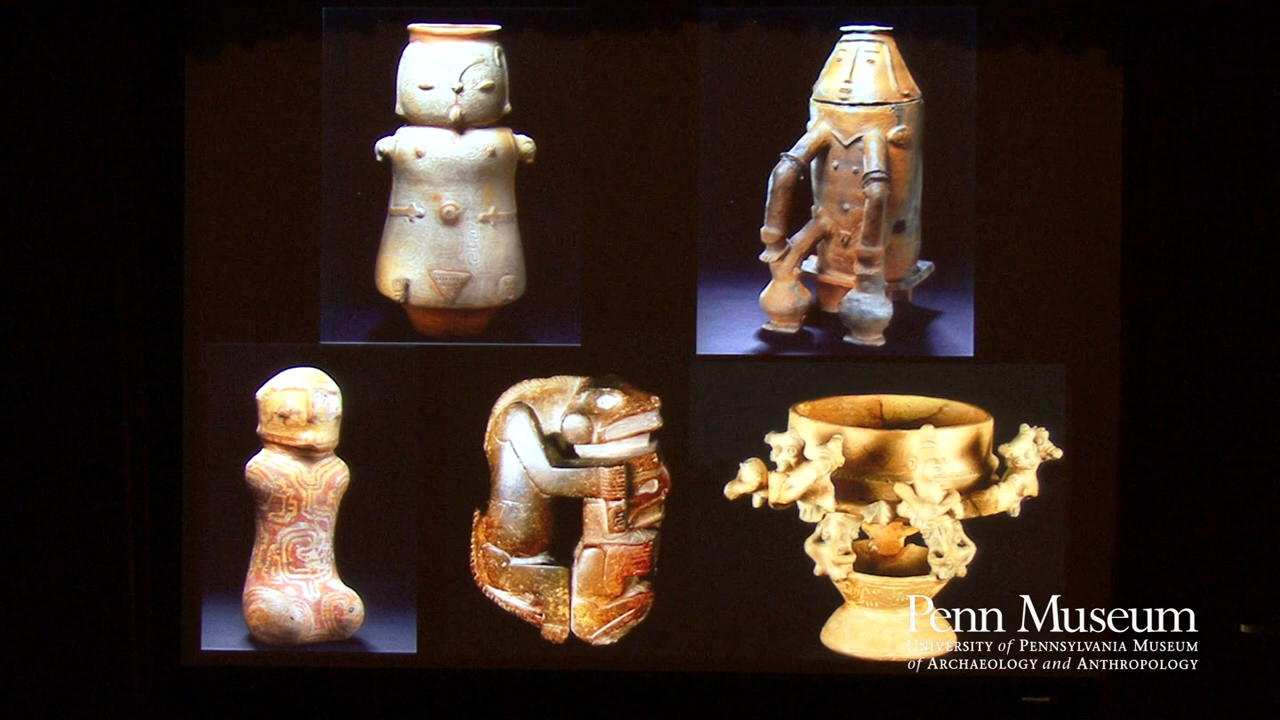 Penn Museum
UNIVERSITY of PENNSYLVANIA MUSEUM
of ARCHAEOLOGY and ANTHROPOLOGY